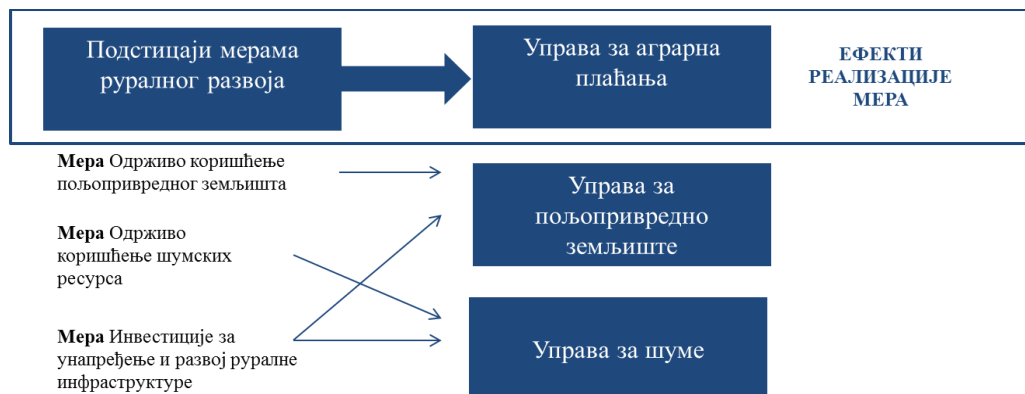 Подстицаји мерама
руралног развоја
Управа за аграрна
плаћања
ЕФЕКТИ
РЕАЛИЗАЦИЈЕ
МЕРА
Мера Одрживо коришћење
пољопривредног земљишта
Управа за
пољопривредно
земљиште
Мера Одрживо
коришћење шумских
ресурса
Мера Инвестиције за
унапређење и развој руралне
инфраструктуре
Управа за шуме